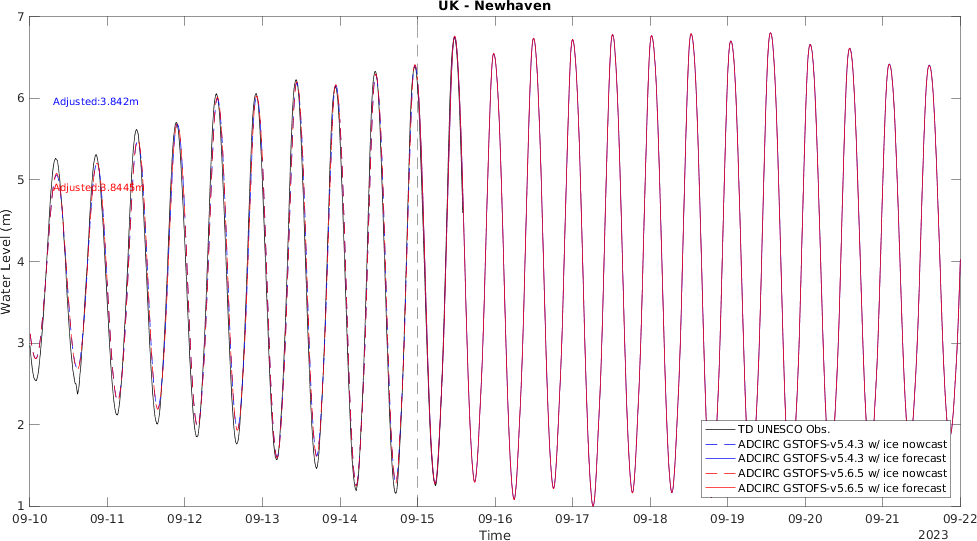 UK - Newhaven
7
6
5
4
3
2
1
Water Level (m)
Adjusted:3.842m
Adjusted:3.8445m
TD UNESCO Obs.
ADCIRC GSTOFS-v5.4.3 w/ ice nowcast
ADCIRC GSTOFS-v5.4.3 w/ ice forecast
ADCIRC GSTOFS-v5.6.5 w/ ice nowcast
ADCIRC GSTOFS-v5.6.5 w/ ice forecast
09-10 09-11 09-12 09-13 09-14 09-15 09-16 09-17 09-18 09-19 09-20 09-21 09-22
Time
2023